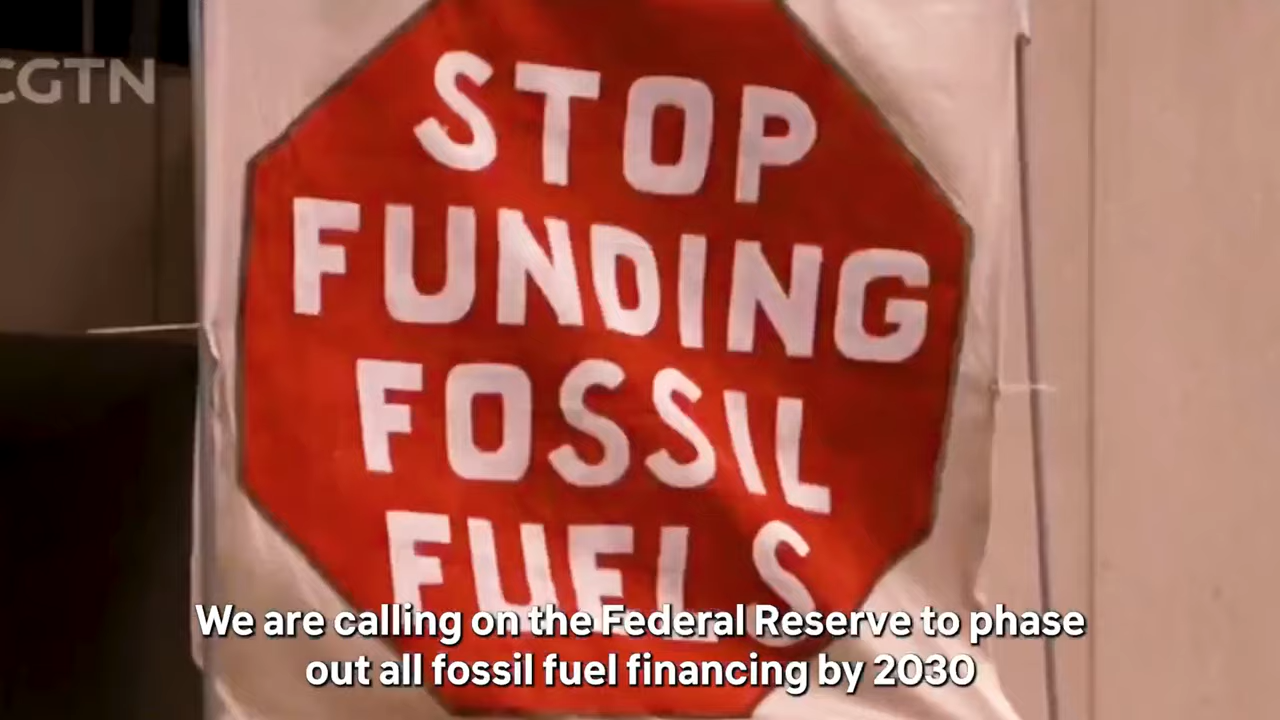 CGTN
STOP
FUNDING
FOSSIL
FUELS
We are calling on the Federal Reserve to phase
out all fossil fuel financing by 2030